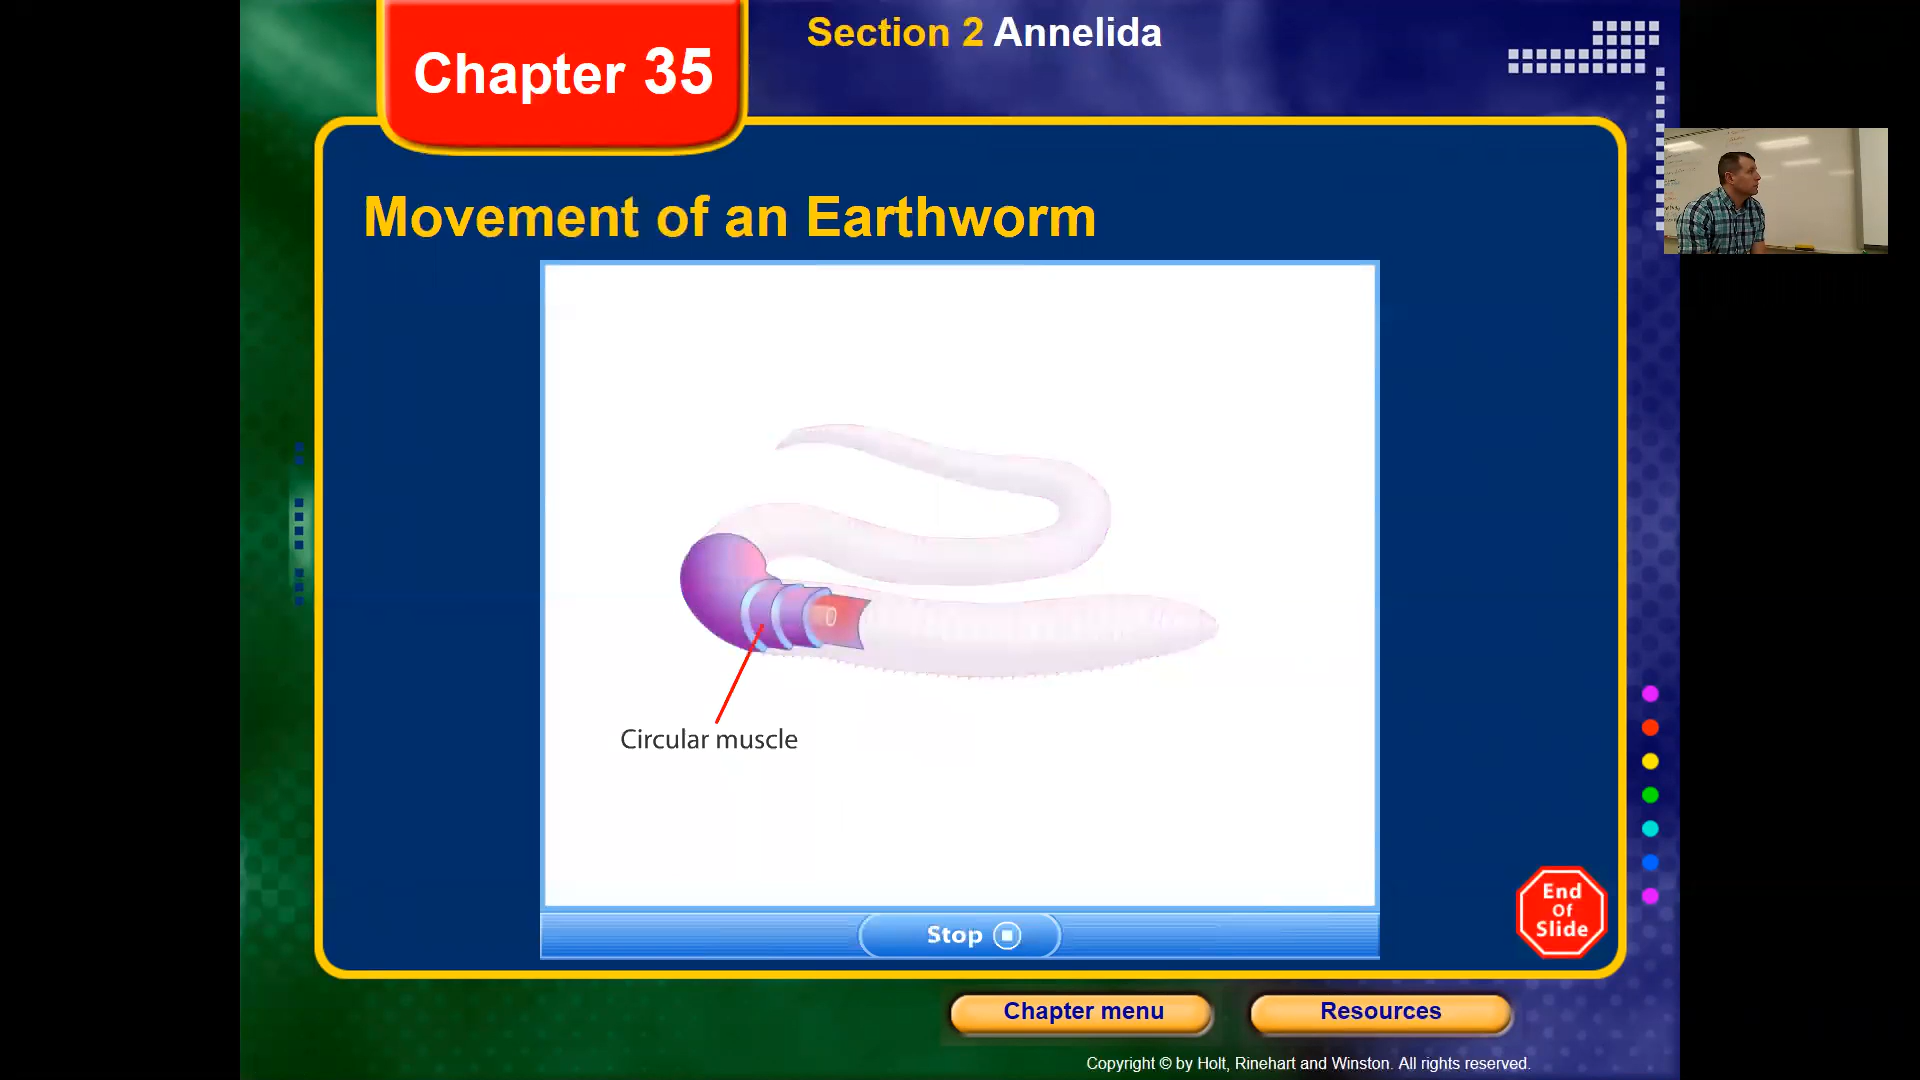 Section 2 Annelida
Chapter 35
Movement of an Earthworm
Circular muscle
Stop
End
Of
Slide
Chapter menu
Resources
Copyright © by Holt, Rinehart and Winston. All rights reserved.